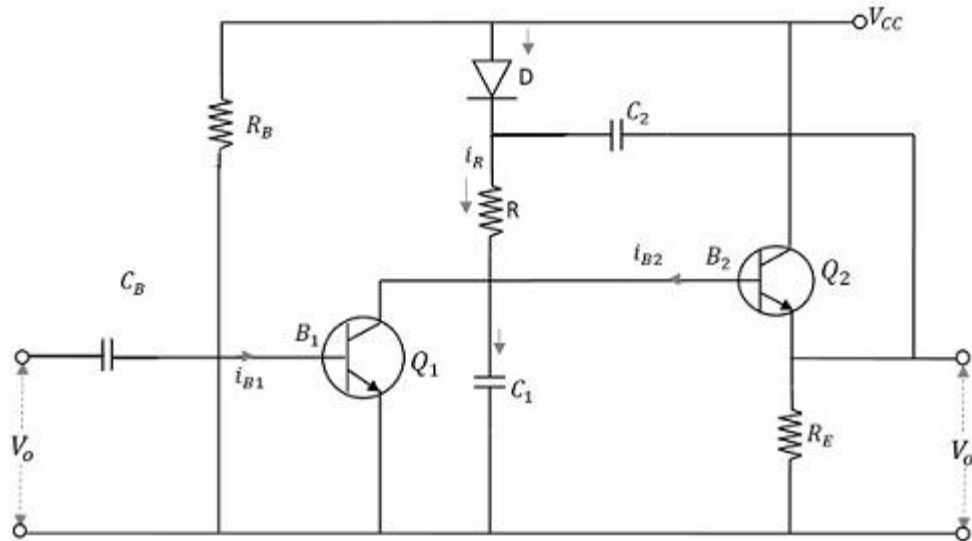 V_CC
D
C_2
R_B
i_R
R
i_B2
B_2
Q_2
C_B
B_1
Q_1
i_B1
C_1
R_E
V_o
V_o